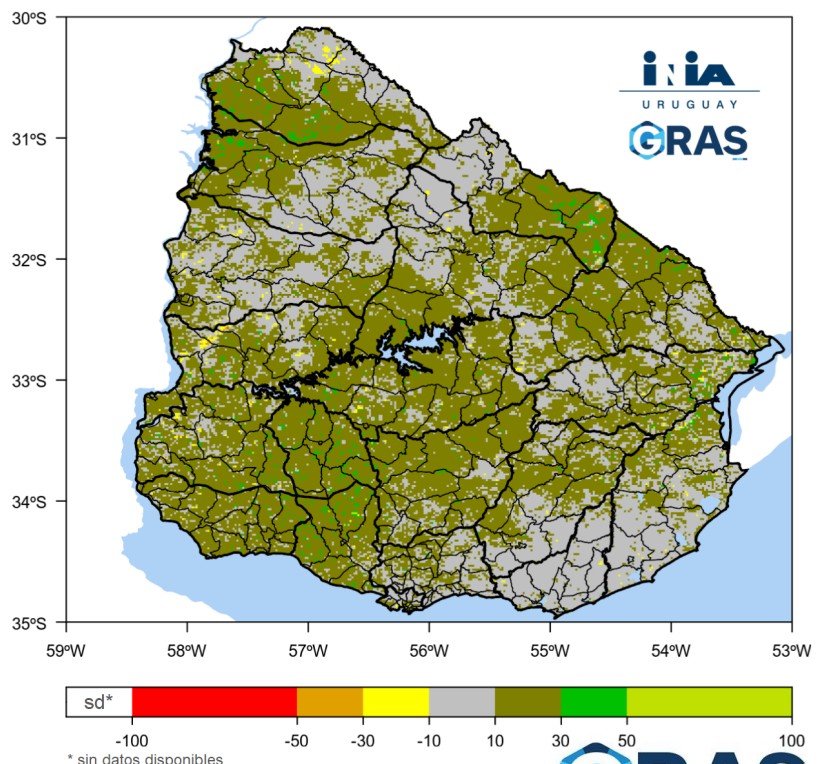 30ºS
31ºS
32ºS
33ºS
34ºS
35ºS
INIA
URUGUAY
GRAS
59ºW
58ºW
57ºW
56ºW
55ºW
54ºW
53ºW
sd*
-100
-50
-30
-10
10
30
50
100
* sin datos disponibles
GRAS